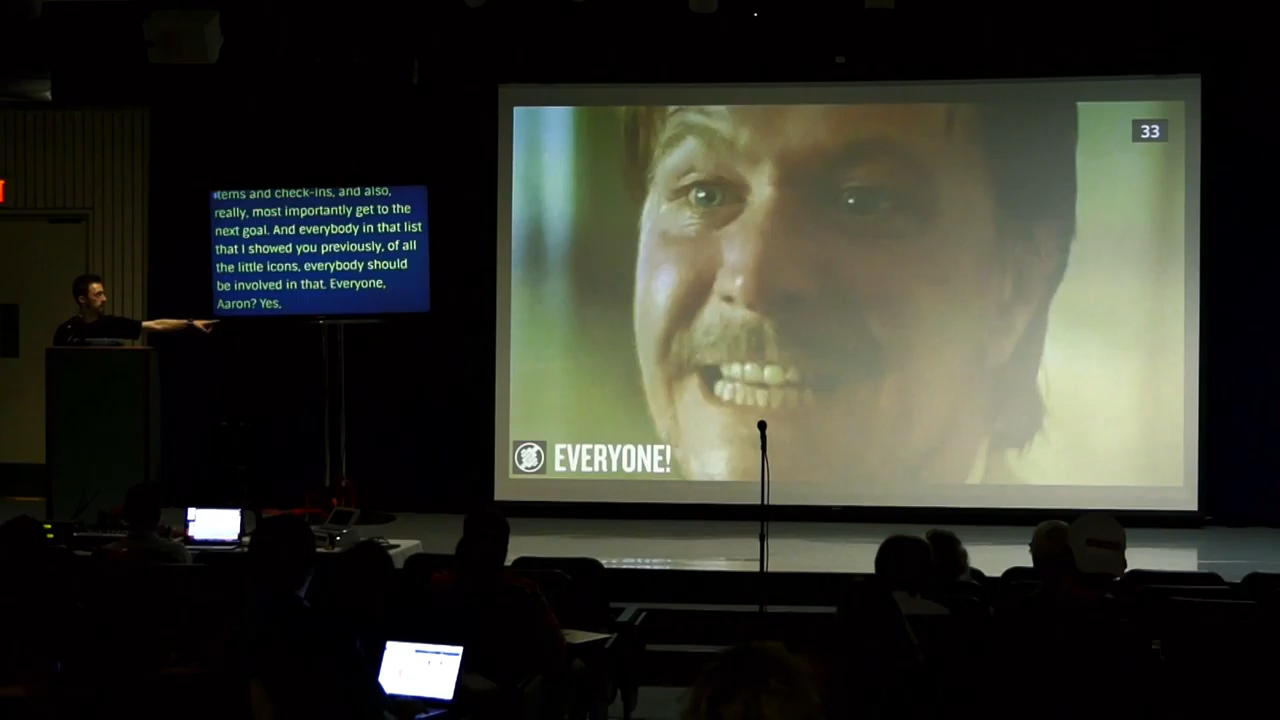 items and check-ins, and also,
really, most importantly get to the
next goal. And everybody in that list
that I showed you previously, of all
the little icons, everybody should
be involved in that. Everyone,
Aaron? Yes.
33
EVERYONE!